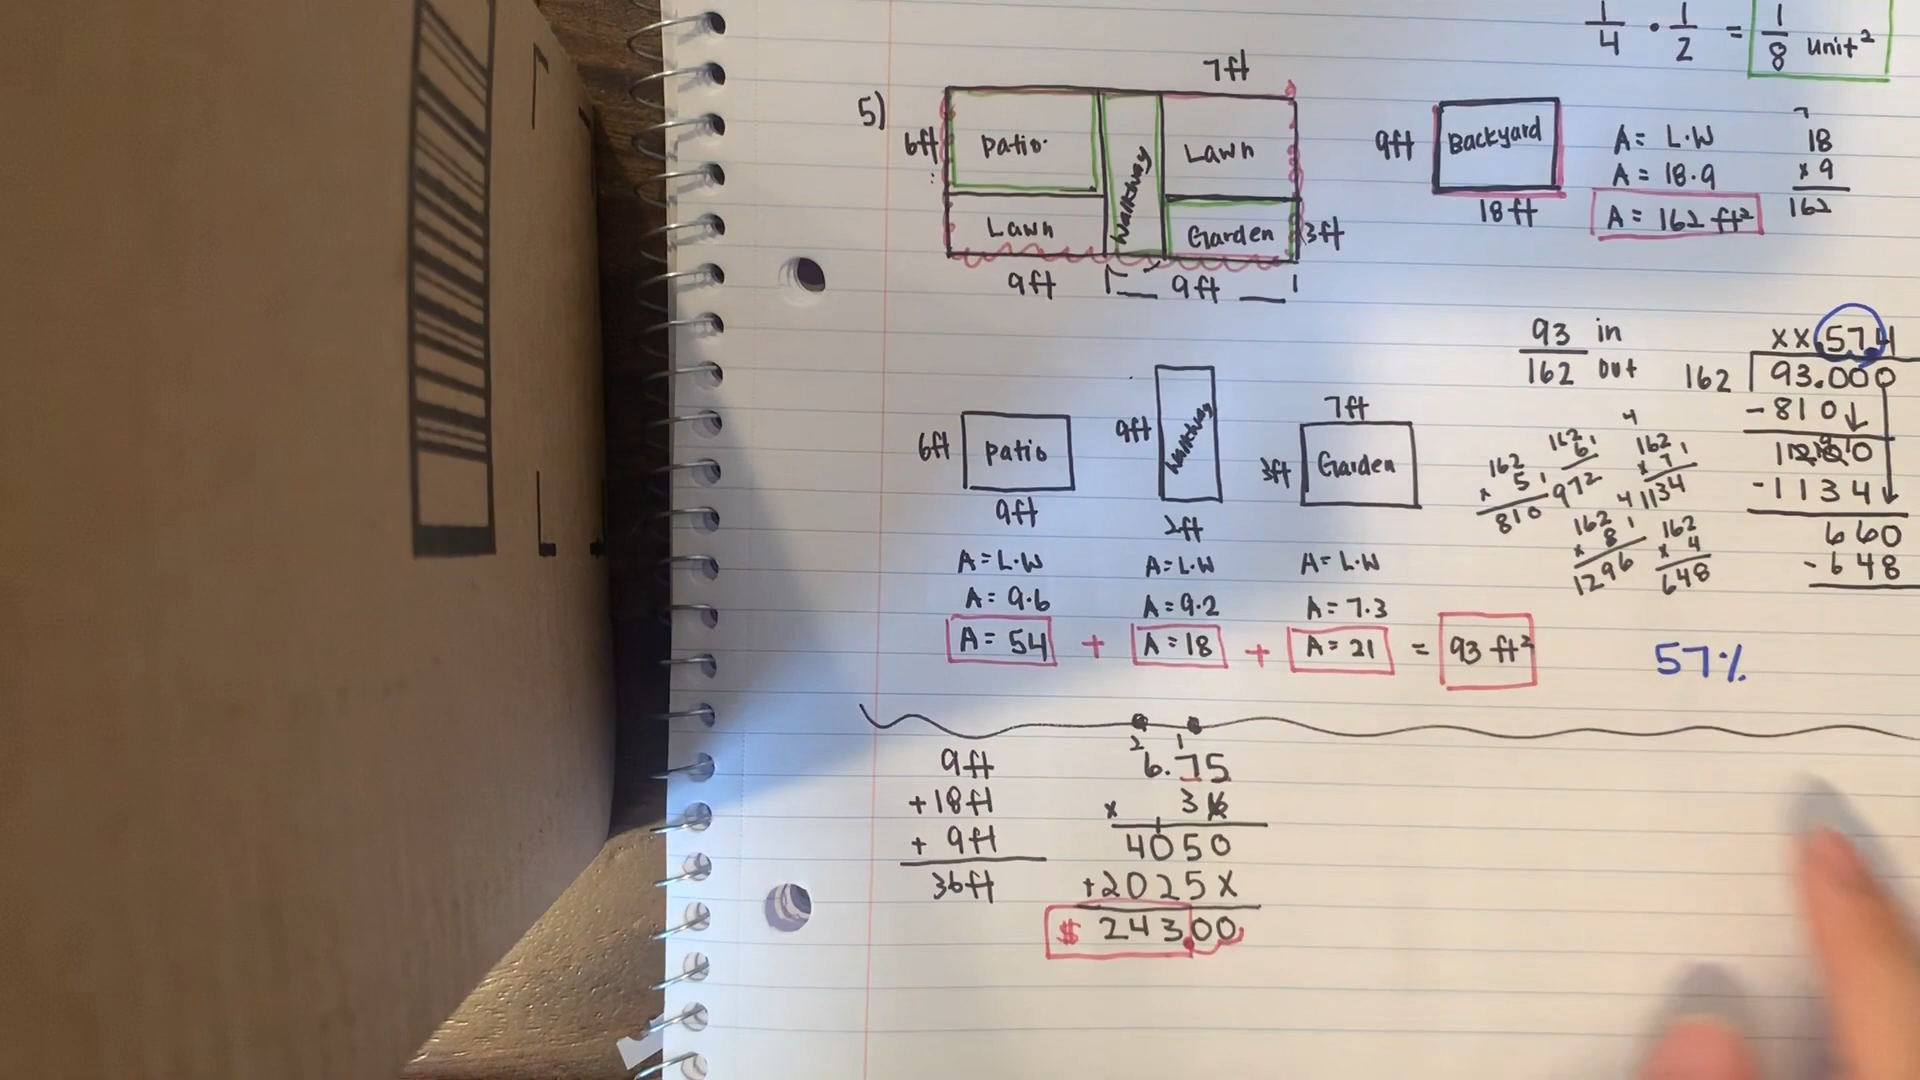 1/4 · 1/2 = 1/8 unit²
5)
7ft
6ft
Patio
Walkway
Lawn
Lawn
Garden
3ft
9ft
9ft
9ft
Backyard
18ft
A = L·W
A = 18·9
A = 162 ft²
7
18
x 9
162
6ft
Patio
9ft
A = L·W
A = 9·6
A = 54
+
9ft
Walkway
2ft
A = L·W
A = 9·2
A = 18
+
7ft
3ft
Garden
A = L·W
A = 7·3
A = 21
= 93 ft²
93 in
162 out
xx.574
162 93.000
-810
-1134
660
-648
162
x 5
810
162
6
972
162
x 7
1134
162
x 8
1296
162
x 4
648
57%
9ft
+18ft
+ 9ft
36ft
2 1
6.75
x 36
4050
+2025x
$ 243.00